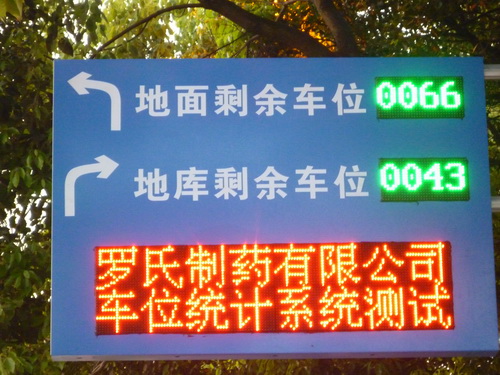 地面剩余车位 0066
地库剩余车位 0043
罗氏制药有限公司
车位统计系统测试